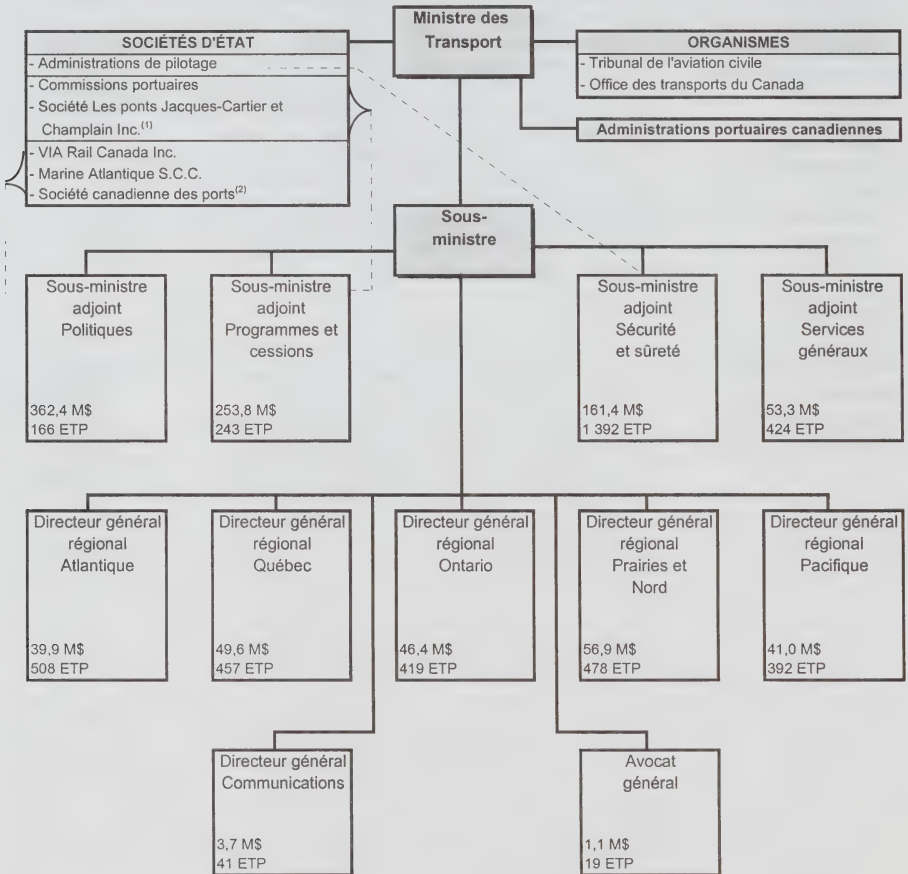 Ministre des
Transport
SOCIÉTÉS D'ÉTAT
- Administrations de pilotage
- Commissions portuaires
- Société Les ponts Jacques-Cartier et
Champlain Inc.(1)
- VIA Rail Canada Inc.
- Marine Atlantique S.C.C.
- Société canadienne des ports(2)
ORGANISMES
- Tribunal de l'aviation civile
- Office des transports du Canada
Administrations portuaires canadiennes
Sous-
ministre
Sous-ministre
adjoint
Politiques
362,4 M$
166 ETP
Sous-ministre
adjoint
Programmes et
cessions
253,8 M$
243 ETP
Sous-ministre
adjoint
Sécurité
et sûreté
161,4 M$
1 392 ETP
Sous-ministre
adjoint
Services
généraux
53,3 M$
424 ETP
Directeur général
régional
Atlantique
39,9 M$
508 ETP
Directeur général
régional
Québec
49,6 M$
457 ETP
Directeur général
régional
Ontario
46,4 M$
419 ETP
Directeur général
régional
Prairies et
Nord
56,9 M$
478 ETP
Directeur général
régional
Pacifique
41,0 M$
392 ETP
Directeur général
Communications
3,7 M$
41 ETP
Avocat
général
1,1 M$
19 ETP